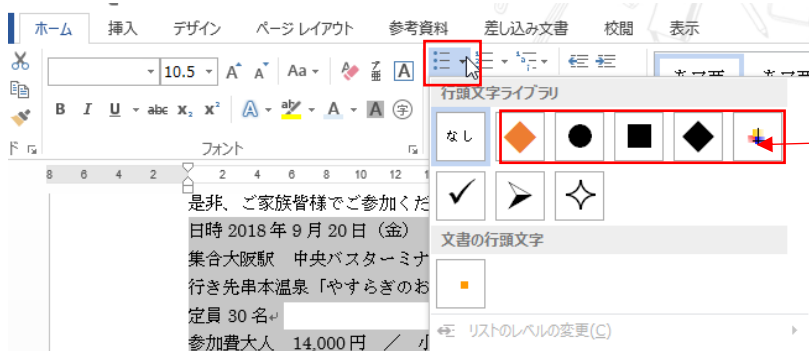 ホーム 挿入 デザイン ページ レイアウト 参考資料 差し込み文書 校閲 表示
10.5 A A Aa A
B I U abc X₂ X² A aby A A 字
フォント
行頭文字ライブラリ
なし
文書の行頭文字
リストのレベルの変更(C)
8 6 4 2 2 4 6 8 10 12
是非、ご家族皆様でご参加くだ
日時 2018 年 9 月 20 日（金）
集合大阪駅 中央バスターミナ
行き先串本温泉「やすらぎのお
定員 30 名
参加費大人 14,000 円 ／ 小